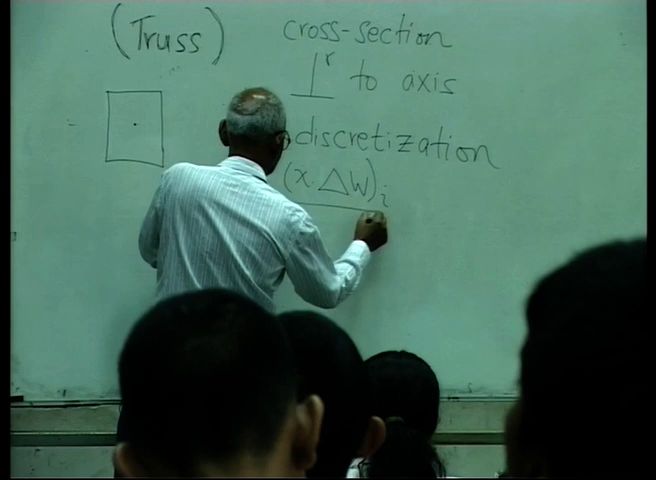 (Truss)
cross-section
⊥ʳ to axis
discretization
(x·ΔW)ᵢ